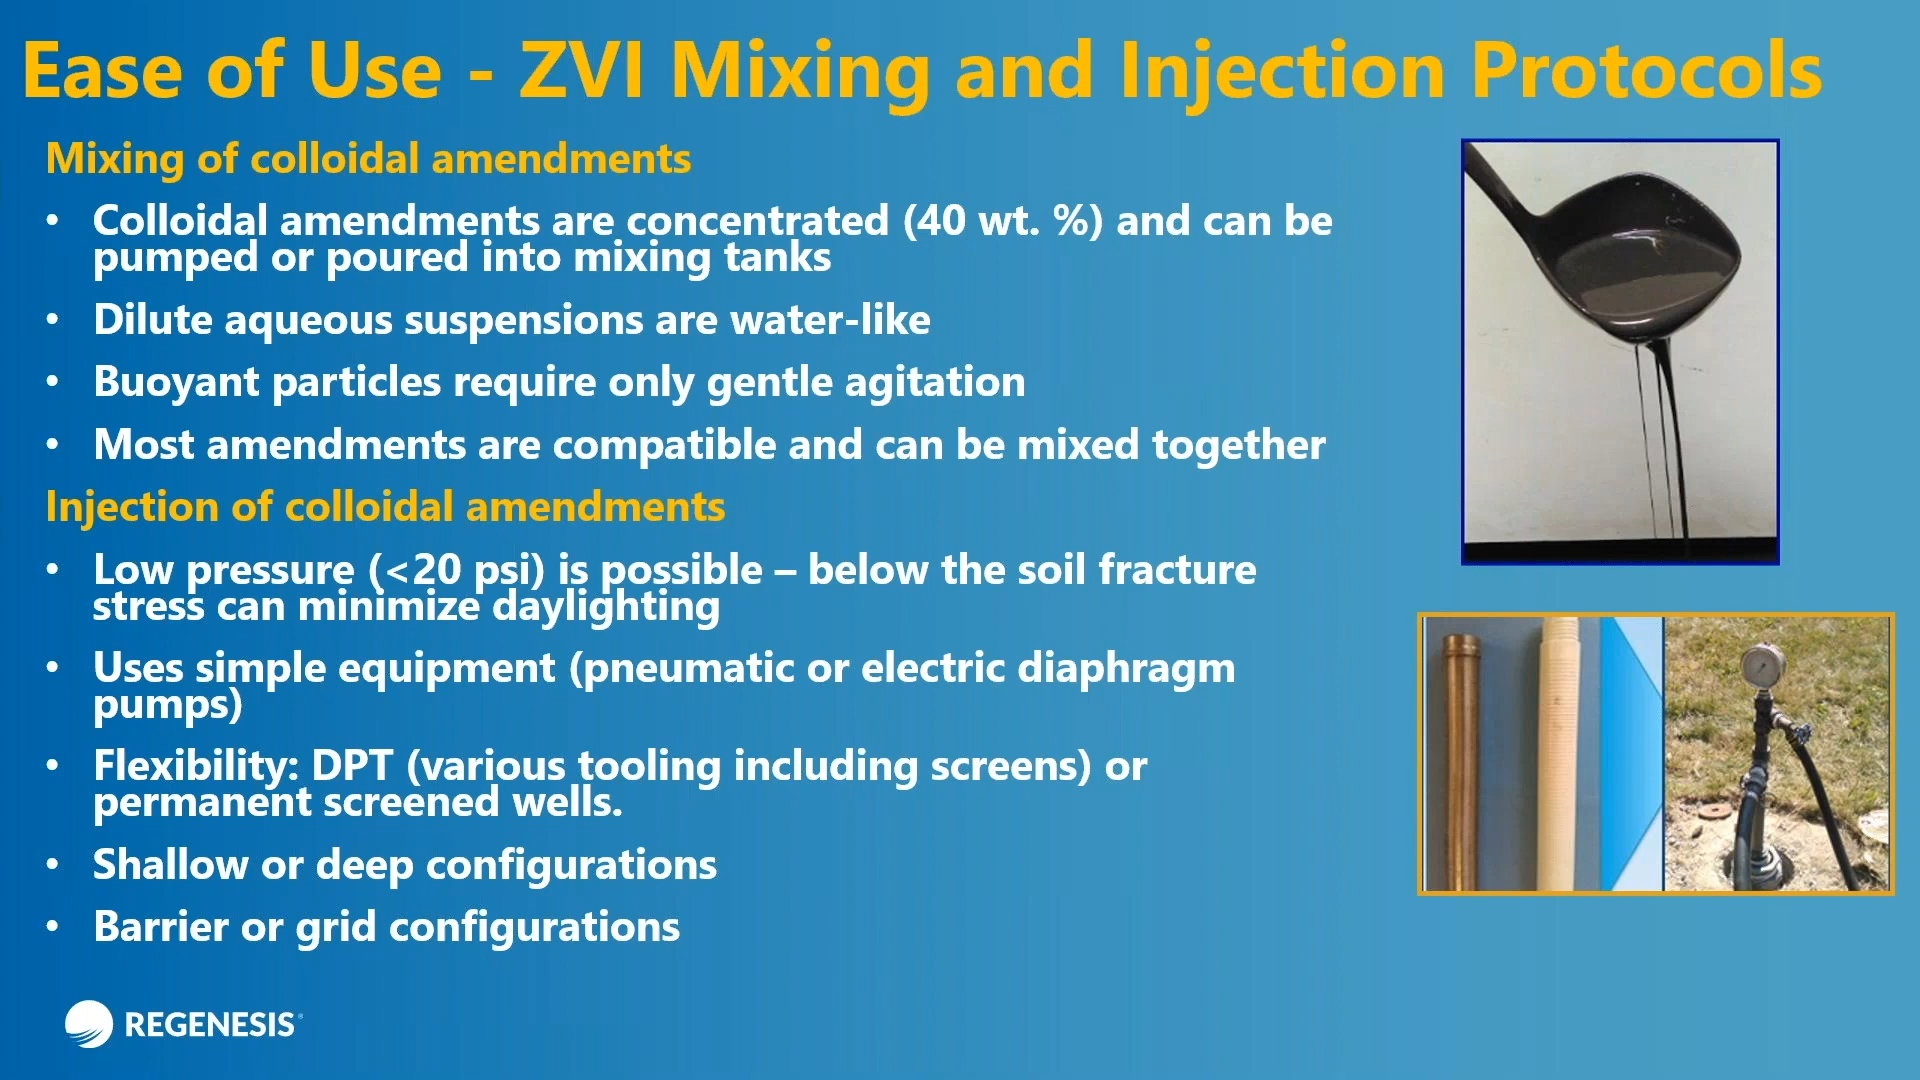 Ease of Use - ZVI Mixing and Injection Protocols
Mixing of colloidal amendments
• Colloidal amendments are concentrated (40 wt. %) and can be
pumped or poured into mixing tanks
• Dilute aqueous suspensions are water-like
• Buoyant particles require only gentle agitation
• Most amendments are compatible and can be mixed together
Injection of colloidal amendments
• Low pressure (<20 psi) is possible – below the soil fracture
stress can minimize daylighting
• Uses simple equipment (pneumatic or electric diaphragm
pumps)
• Flexibility: DPT (various tooling including screens) or
permanent screened wells.
• Shallow or deep configurations
• Barrier or grid configurations
REGENESIS®